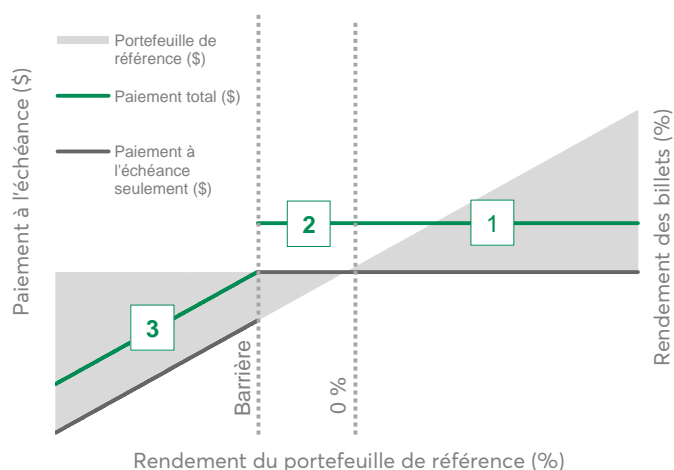 Portefeuille de
référence ($)
Paiement total ($)
Paiement à
l'échéance
seulement ($)
Paiement à l'échéance ($)
Rendement des billets (%)
1
2
3
Barrière
0 %
Rendement du portefeuille de référence (%)